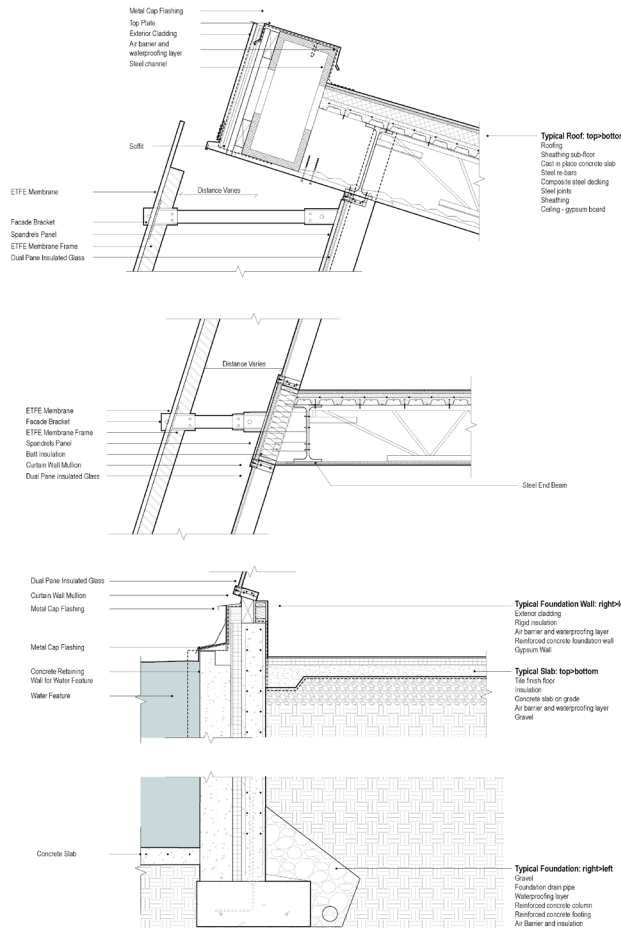 Metal Cap Flashing
Top Plate
Exterior Cladding
Air barrier and
waterproofing layer
Steel channel
Soffit
Distance Varies
ETFE Membrane
Facade Bracket
Spandrels Panel
ETFE Membrane Frame
Dual Pane Insulated Glass
Typical Roof: top>bottom
Roofing
Sheathing sub-floor
Cast in place concrete slab
Steel re-bars
Composite steel decking
Steel joints
Sheathing
Ceiling - gypsum board
Distance Varies
ETFE Membrane
Facade Bracket
ETFE Membrane Frame
Spandrels Panel
Batt Insulation
Curtain Wall Mullion
Dual Pane Insulated Glass
Steel End Beam
Dual Pane Insulated Glass
Curtain Wall Mullion
Metal Cap Flashing
Metal Cap Flashing
Concrete Retaining
Wall for Water Feature
Water Feature
Typical Foundation Wall: right>l
Exterior cladding
Rigid insulation
Air barrier and waterproofing layer
Reinforced concrete foundation wall
Gypsum Wall
Typical Slab: top>bottom
Tile finish floor
Insulation
Concrete slab on grade
Air barrier and waterproofing layer
Gravel
Concrete Slab
Typical Foundation: right>left
Gravel
Foundation drain pipe
Waterproofing layer
Reinforced concrete column
Reinforced concrete footing
Air Barrier and insulation